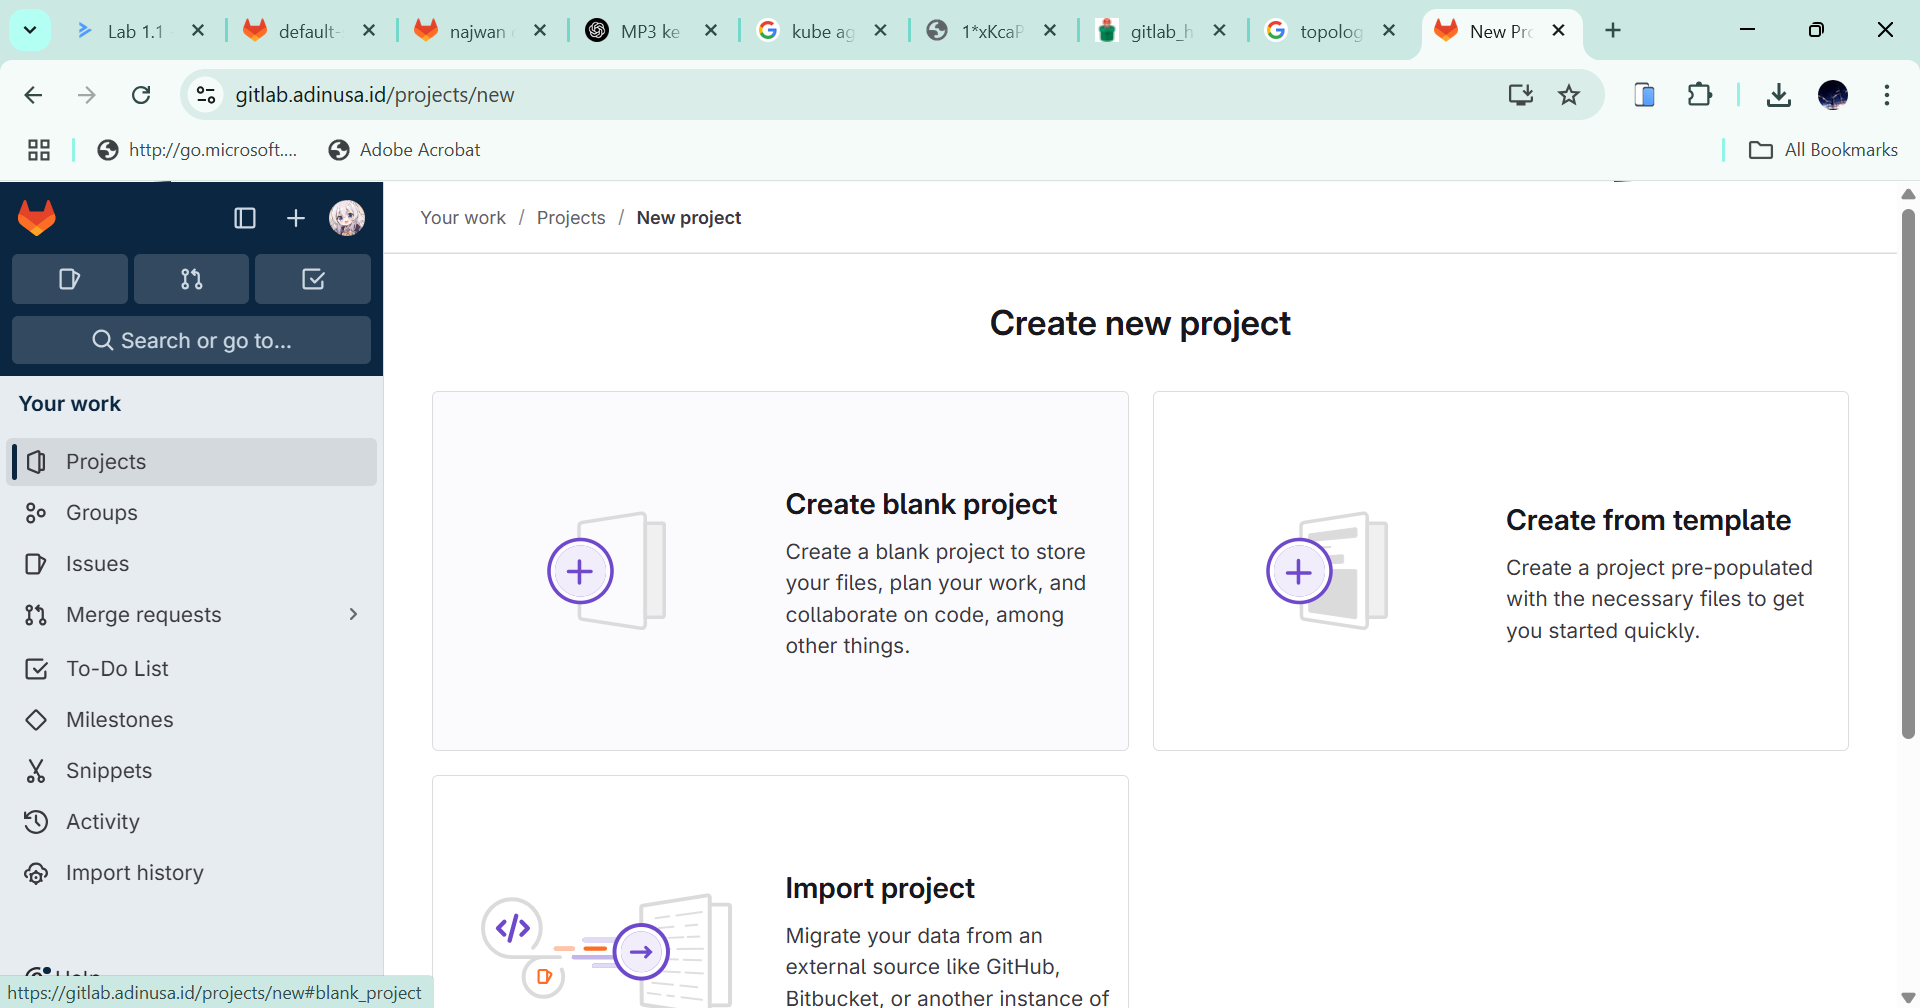 Lab 1.1
default-
najwan
MP3 ke
kube ag
1*xKcaP
gitlab_h
topolog
New Pro
gitlab.adinusa.id/projects/new
http://go.microsoft....
Adobe Acrobat
All Bookmarks
Your work / Projects / New project
Search or go to...
Your work
Projects
Groups
Issues
Merge requests
To-Do List
Milestones
Snippets
Activity
Import history
Help
https://gitlab.adinusa.id/projects/new#blank_project
Create new project
Create blank project
Create a blank project to store
your files, plan your work, and
collaborate on code, among
other things.
Create from template
Create a project pre-populated
with the necessary files to get
you started quickly.
Import project
Migrate your data from an
external source like GitHub,
Bitbucket, or another instance of